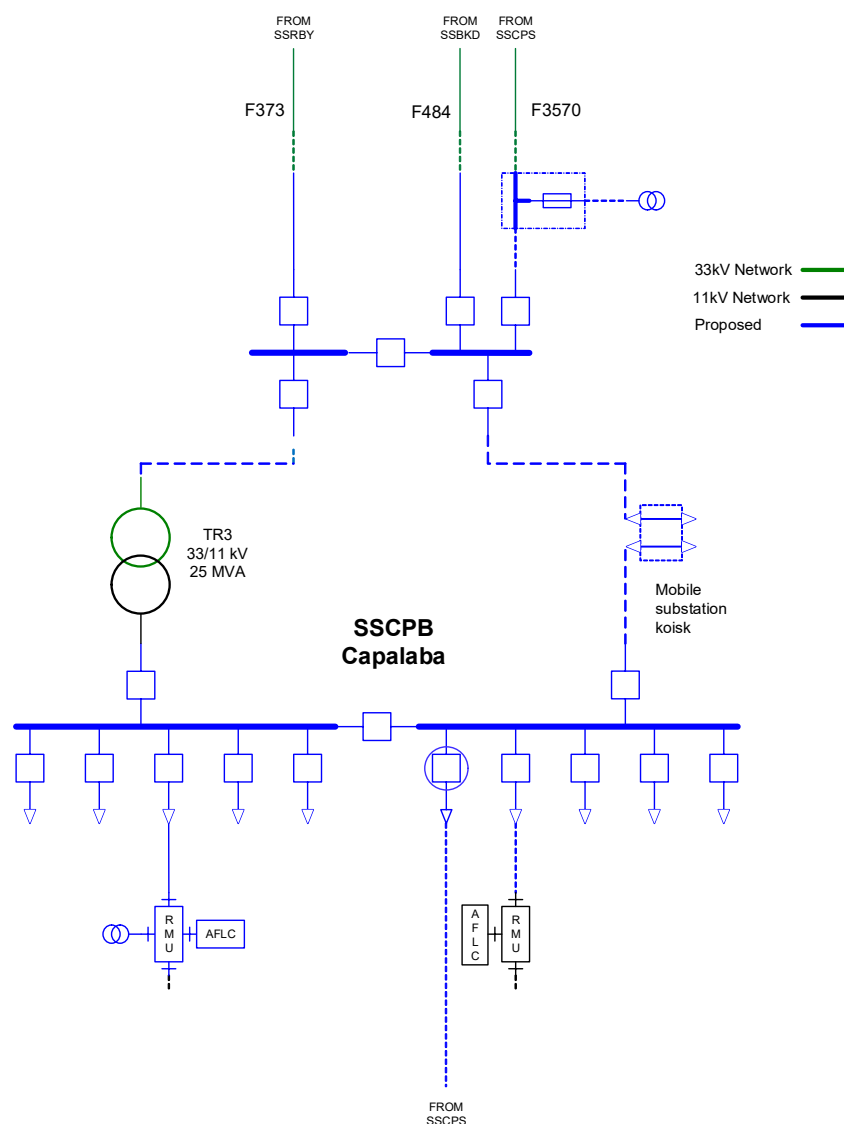 FROM
SSRBY
FROM
SSBKD
FROM
SSCPS
F373
F484
F3570
33kV Network
11kV Network
Proposed
TR3
33/11 kV
25 MVA
Mobile
substation
koisk
SSCPB
Capalaba
R
M
U
AFLC
A
F
L
C
R
M
U
FROM
SSCPS